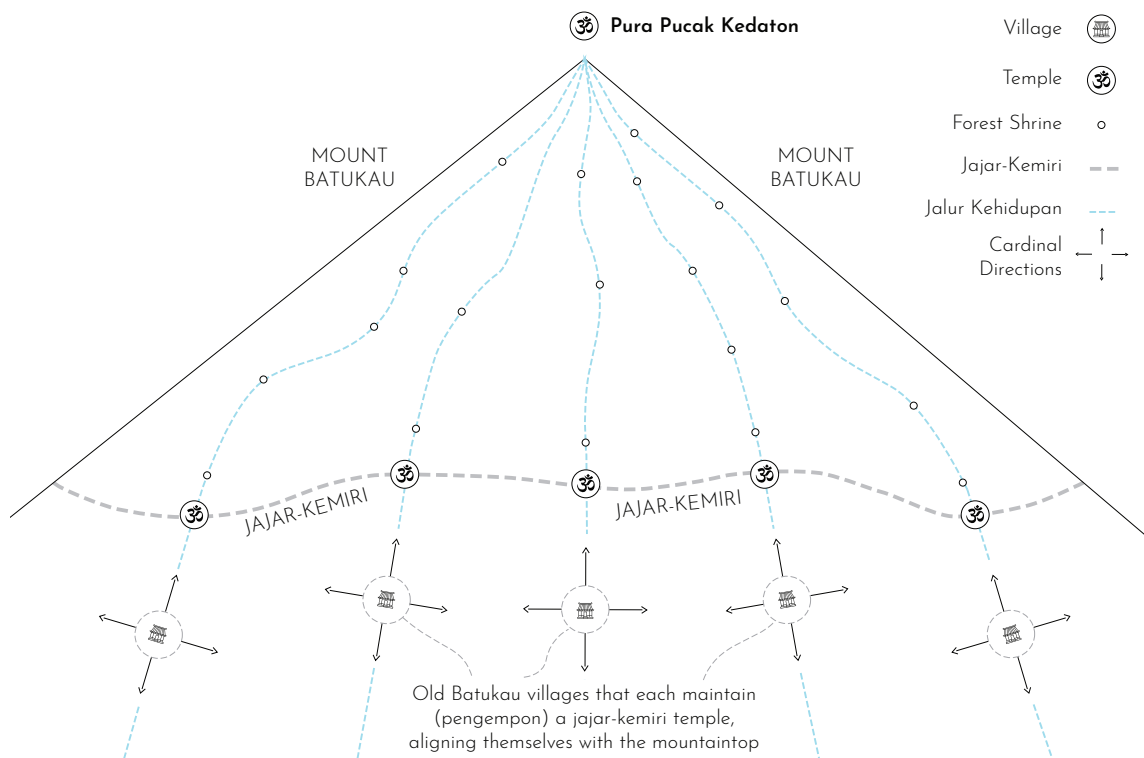 ॐ Pura Pucak Kedaton
Village
Temple ॐ
Forest Shrine
Jajar-Kemiri
Jalur Kehidupan
Cardinal
Directions
MOUNT
BATUKAU
MOUNT
BATUKAU
ॐ
ॐ
ॐ
ॐ
ॐ
JAJAR-KEMIRI
JAJAR-KEMIRI
Old Batukau villages that each maintain
(pengempon) a jajar-kemiri temple,
aligning themselves with the mountaintop